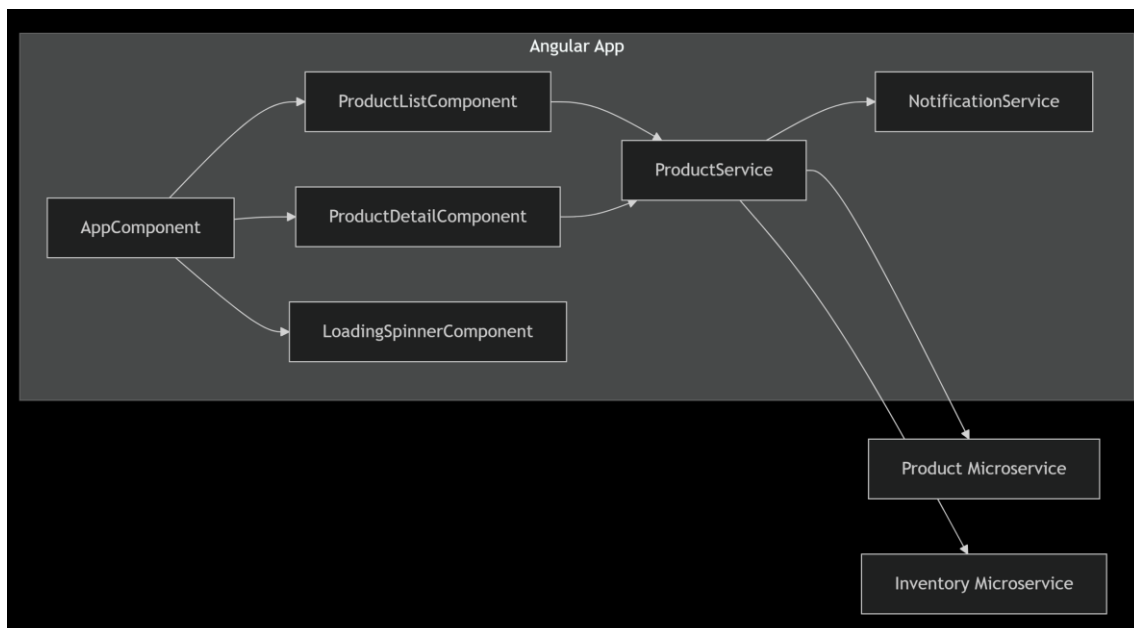 Angular App
ProductListComponent
NotificationService
ProductService
AppComponent
ProductDetailComponent
LoadingSpinnerComponent
Product Microservice
Inventory Microservice